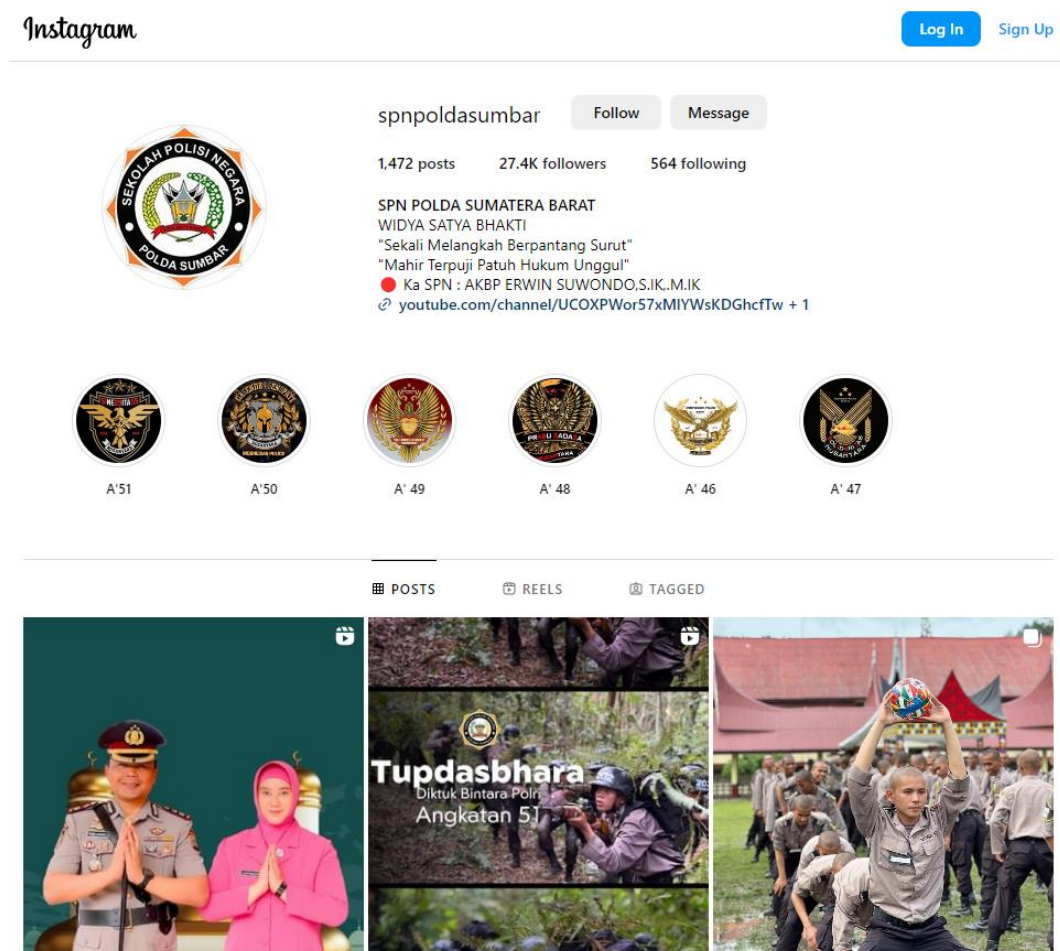 Instagram
Log In
Sign Up
spnpoldasumbar
Follow
Message
1,472 posts
27.4K followers
564 following
SEKOLAH POLISI NEGARA
POLDA SUMBAR
SPN POLDA SUMATERA BARAT
WIDYA SATYA BHAKTI
"Sekali Melangkah Berpantang Surut"
"Mahir Terpuji Patuh Hukum Unggul"
Ka SPN : AKBP ERWIN SUWONDO,S.IK,.M.IK
youtube.com/channel/UCOXPWor57xMIYWsKDGhcfTw + 1
A'51
A'50
A' 49
A' 48
A' 46
A' 47
POSTS
REELS
TAGGED
Tupdasbhara
Diktuk Bintara Polri
Angkatan 51